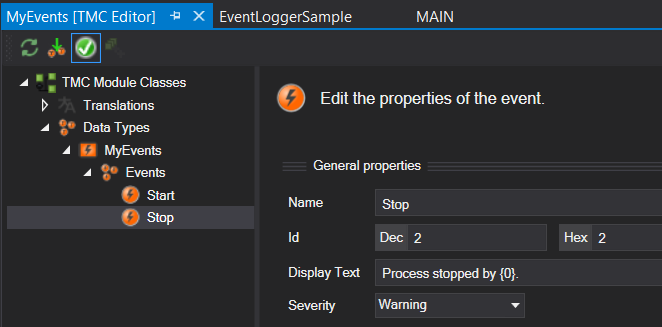 MyEvents [TMC Editor] EventLoggerSample MAIN
TMC Module Classes
Translations
Data Types
MyEvents
Events
Start
Stop
Edit the properties of the event.
General properties
Name Stop
Id Dec 2 Hex 2
Display Text Process stopped by {0}.
Severity Warning